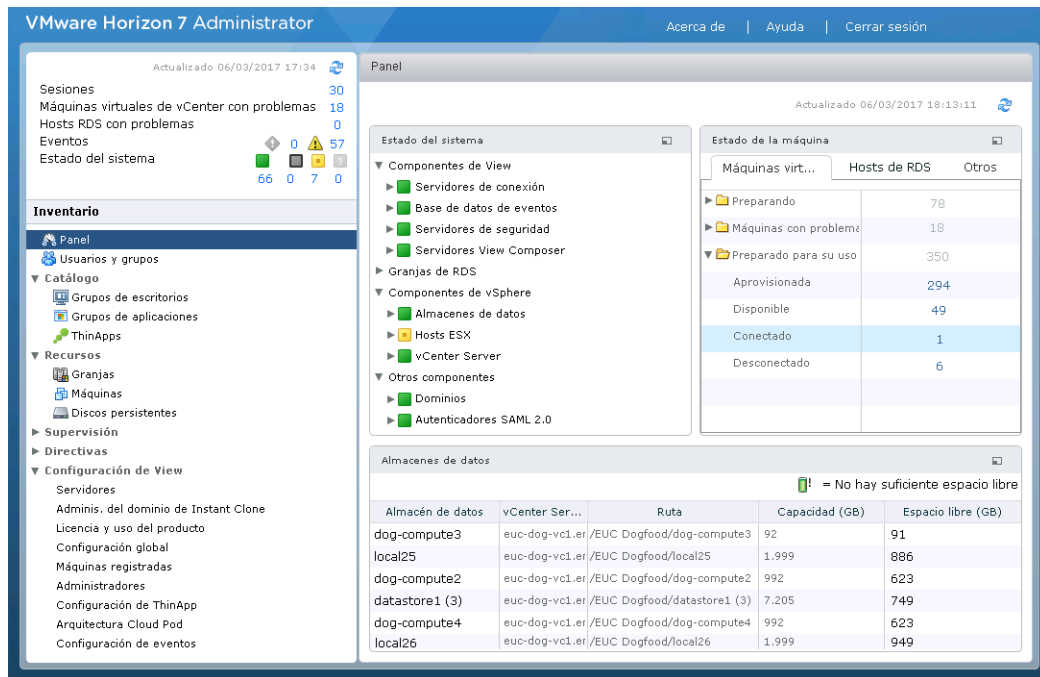 VMware Horizon 7 Administrator
Acerca de | Ayuda | Cerrar sesión
Actualizado 06/03/2017 17:34
Sesiones 30
Máquinas virtuales de vCenter con problemas 18
Hosts RDS con problemas 0
Eventos 0 57
Estado del sistema
66 0 7 0
Inventario
Panel
Usuarios y grupos
Catálogo
Grupos de escritorios
Grupos de aplicaciones
ThinApps
Recursos
Granjas
Máquinas
Discos persistentes
Supervisión
Directivas
Configuración de View
Servidores
Adminis. del dominio de Instant Clone
Licencia y uso del producto
Configuración global
Máquinas registradas
Administradores
Configuración de ThinApp
Arquitectura Cloud Pod
Configuración de eventos
Panel
Actualizado 06/03/2017 18:13:11
Estado del sistema
Componentes de View
Servidores de conexión
Base de datos de eventos
Servidores de seguridad
Servidores View Composer
Granjas de RDS
Componentes de vSphere
Almacenes de datos
Hosts ESX
vCenter Server
Otros componentes
Dominios
Autenticadores SAML 2.0
Estado de la máquina
Máquinas virt... Hosts de RDS Otros
Preparando 78
Máquinas con problema 18
Preparado para su uso 350
Aprovisionada 294
Disponible 49
Conectado 1
Desconectado 6
Almacenes de datos
! = No hay suficiente espacio libre
Almacén de datos vCenter Ser... Ruta Capacidad (GB) Espacio libre (GB)
dog-compute3 euc-dog-vc1.er /EUC Dogfood/dog-compute3 92 91
local25 euc-dog-vc1.er /EUC Dogfood/local25 1.999 886
dog-compute2 euc-dog-vc1.er /EUC Dogfood/dog-compute2 992 623
datastore1 (3) euc-dog-vc1.er /EUC Dogfood/datastore1 (3) 7.205 749
dog-compute4 euc-dog-vc1.er /EUC Dogfood/dog-compute4 992 623
local26 euc-dog-vc1.er /EUC Dogfood/local26 1.999 949